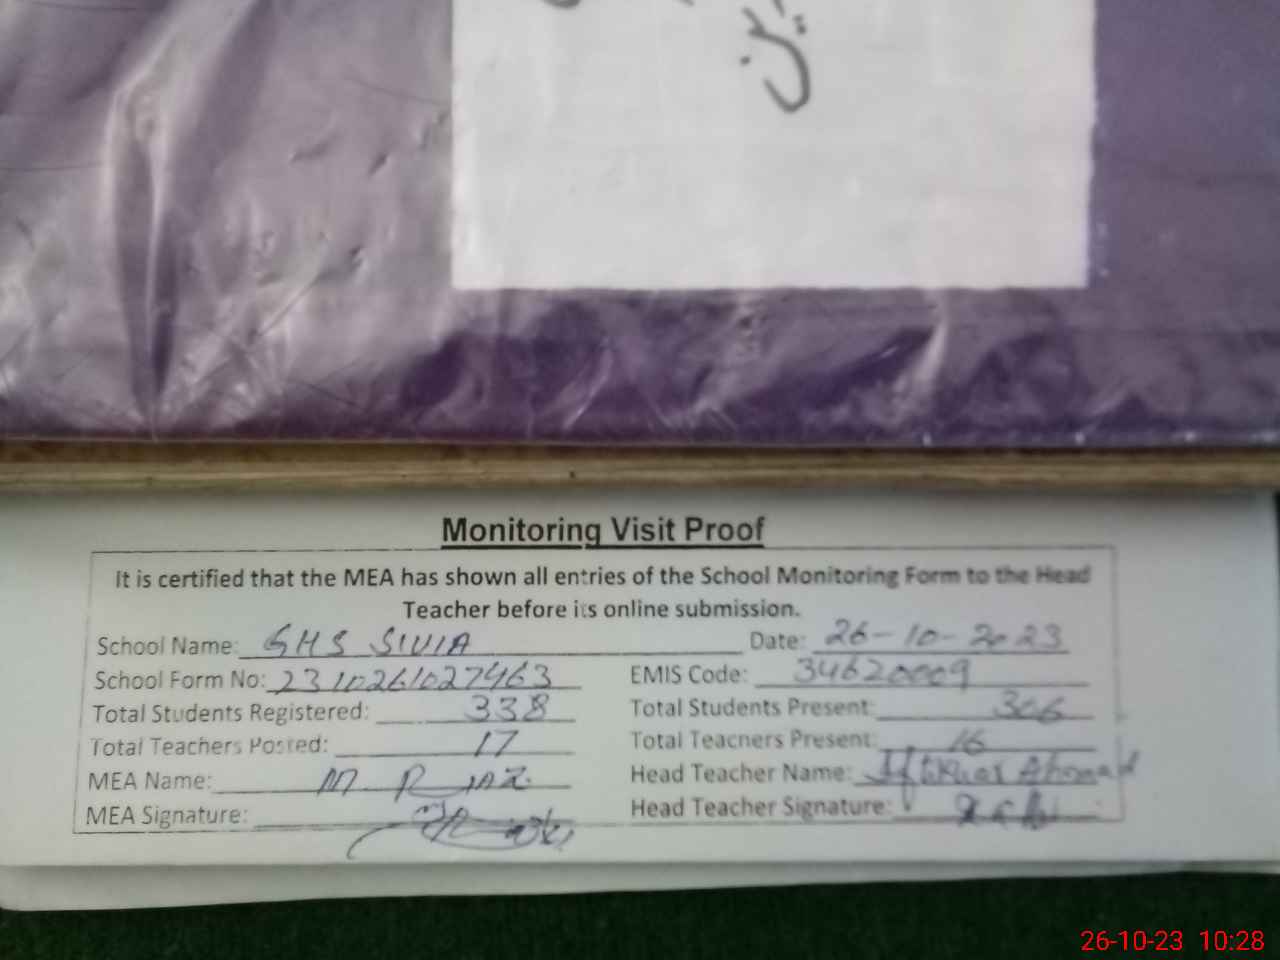 Monitoring Visit Proof
It is certified that the MEA has shown all entries of the School Monitoring Form to the Head
Teacher before its online submission.
School Name: GHS SIVIA Date: 26-10-2023
School Form No: 2310261027463 EMIS Code: 34620009
Total Students Registered: 338 Total Students Present: 306
Total Teachers Posted: 17 Total Teachers Present: 16
MEA Name: M. Riaz Head Teacher Name: Iftikhar Ahmad
MEA Signature: Head Teacher Signature:
26-10-23 10:28